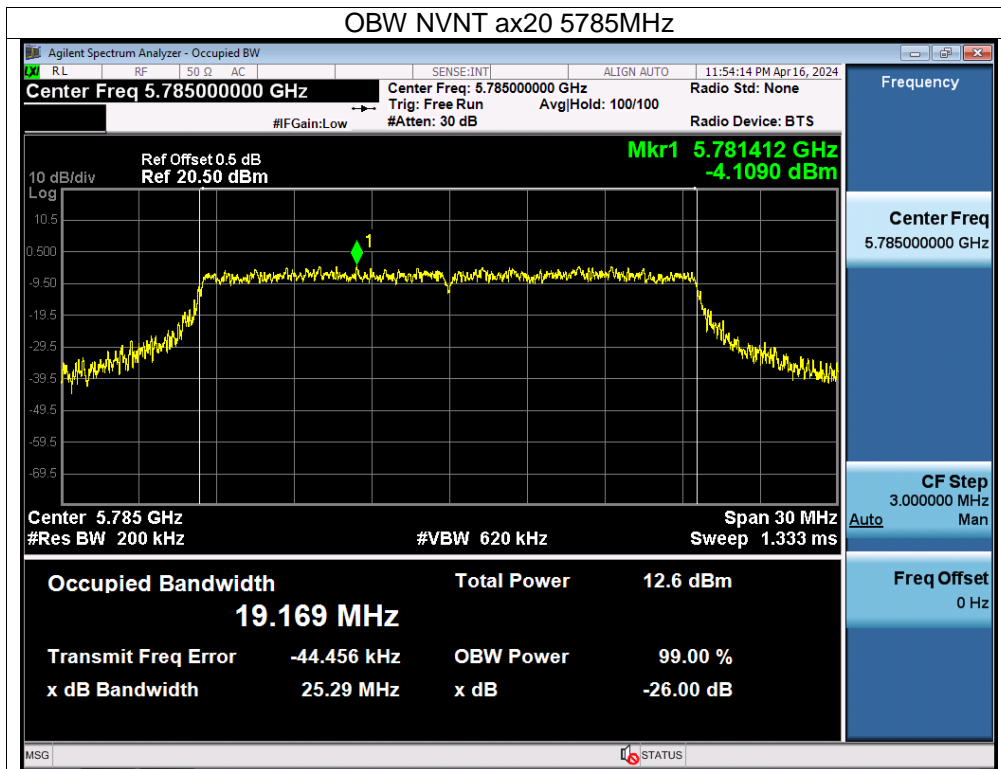 OBW NVNT ax20 5785MHz
Agilent Spectrum Analyzer - Occupied BW
LXI RL RF 50 Ω AC SENSE:INT ALIGN AUTO 11:54:14 PM Apr 16, 2024
Center Freq 5.785000000 GHz
Center Freq: 5.785000000 GHz Radio Std: None
Trig: Free Run Avg|Hold: 100/100
#IFGain:Low #Atten: 30 dB Radio Device: BTS
Mkr1 5.781412 GHz
-4.1090 dBm
Ref Offset 0.5 dB
10 dB/div Ref 20.50 dBm
Log
10.5
0.500
-9.50
-19.5
-29.5
-39.5
-49.5
-59.5
-69.5
1
Center 5.785 GHz Span 30 MHz
#Res BW 200 kHz #VBW 620 kHz Sweep 1.333 ms
Occupied Bandwidth Total Power 12.6 dBm
19.169 MHz
Transmit Freq Error -44.456 kHz OBW Power 99.00 %
x dB Bandwidth 25.29 MHz x dB -26.00 dB
Frequency
Center Freq
5.785000000 GHz
CF Step
3.000000 MHz
Auto Man
Freq Offset
0 Hz
MSG STATUS